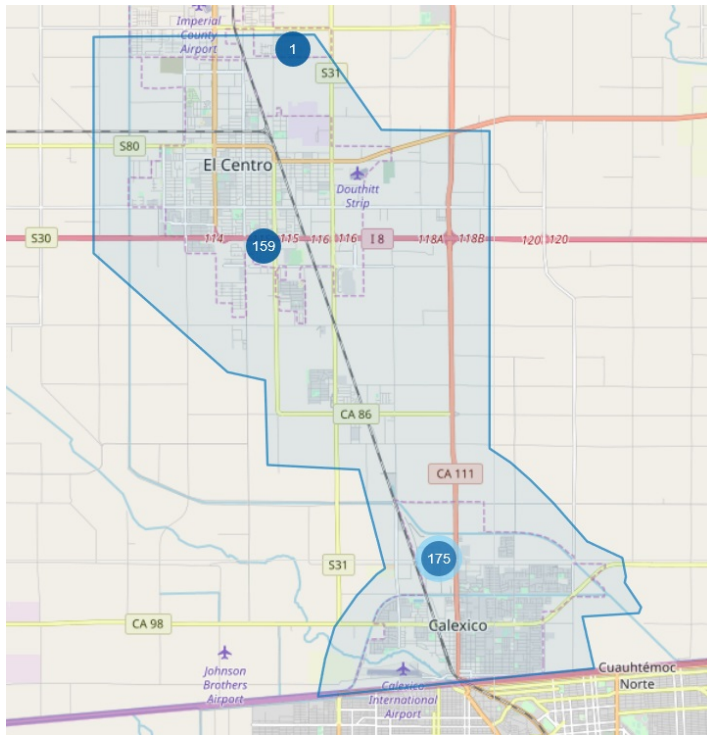 Imperial
County
Airport
1
S31
S80
El Centro
Douthitt
Strip
S30
114
159
115
116
116
I 8
118A
118B
120
120
CA 86
CA 111
175
S31
CA 98
Calexico
Johnson
Brothers
Airport
Calexico
International
Airport
Cuauhtémoc
Norte